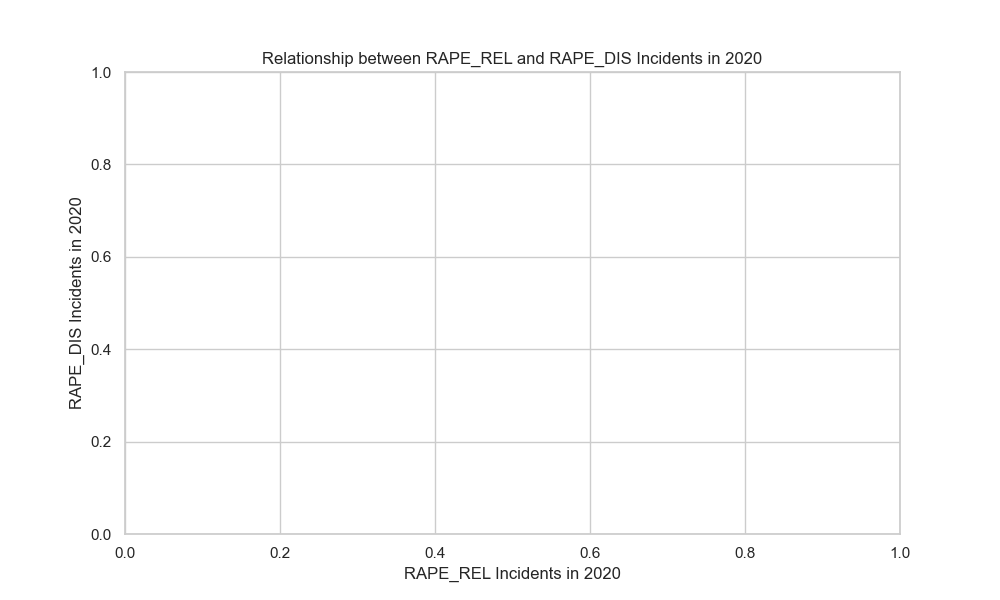 Relationship between RAPE_REL and RAPE_DIS Incidents in 2020
1.0
0.8
0.6
0.4
0.2
0.0
RAPE_DIS Incidents in 2020
0.0 0.2 0.4 0.6 0.8 1.0
RAPE_REL Incidents in 2020